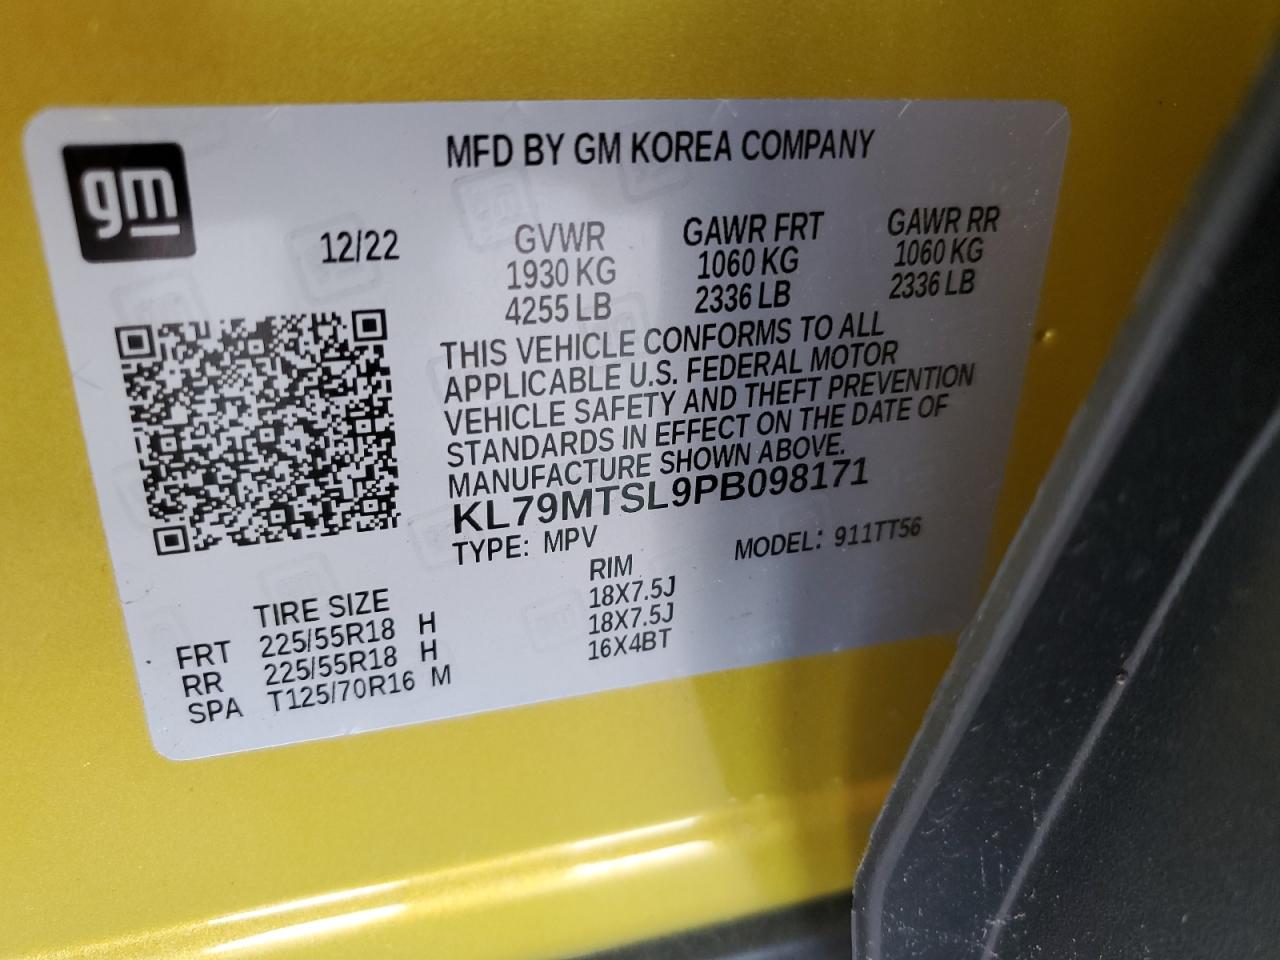 gm
MFD BY GM KOREA COMPANY
12/22
GVWR GAWR FRT GAWR RR
1930 KG 1060 KG 1060 KG
4255 LB 2336 LB 2336 LB
THIS VEHICLE CONFORMS TO ALL
APPLICABLE U.S. FEDERAL MOTOR
VEHICLE SAFETY AND THEFT PREVENTION
STANDARDS IN EFFECT ON THE DATE OF
MANUFACTURE SHOWN ABOVE.
KL79MTSL9PB098171
TYPE: MPV MODEL: 911TT56
TIRE SIZE RIM
FRT 225/55R18 H 18X7.5J
RR 225/55R18 H 18X7.5J
SPA T125/70R16 M 16X4BT